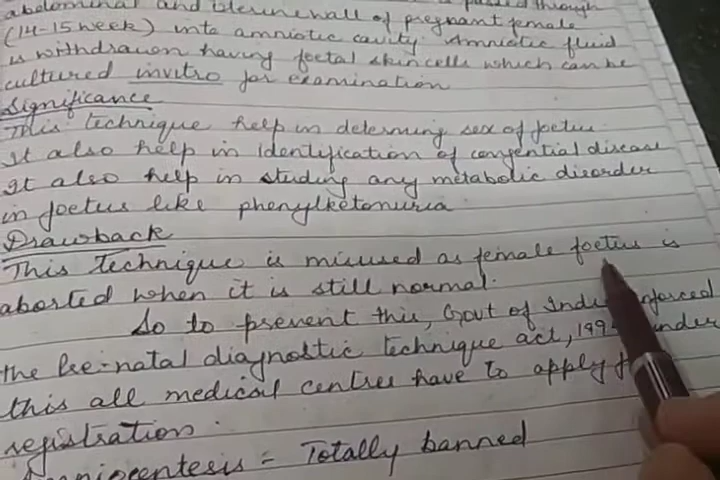 abdominal and uterine wall of pregnant female
(14-15 week) into amniotic cavity. Amniotic fluid
is withdrawn having foetal skin cells which can be
cultured invitro for examination
Significance
This technique help in deterning sex of foetus.
It also help in identification of congential disease
It also help in studing any metabolic disorder
in foetus like phenylketonuria
Drawback
This technique is misused as female foetus is
aborted when it is still normal.
So to prevent this, Govt of India enforced
the Pre-natal diagnostic technique act, under
this all medical centres have to apply
registration.
Totally banned